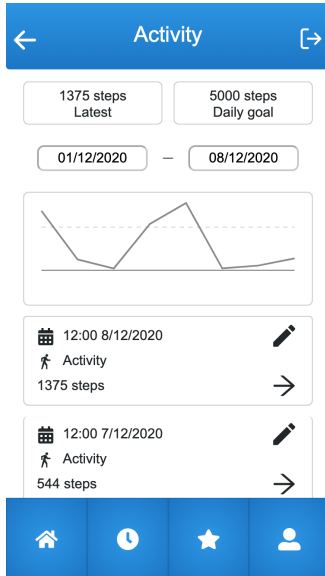 Activity
1375 steps
Latest
5000 steps
Daily goal
01/12/2020 – 08/12/2020
12:00 8/12/2020
Activity
1375 steps
12:00 7/12/2020
Activity
544 steps